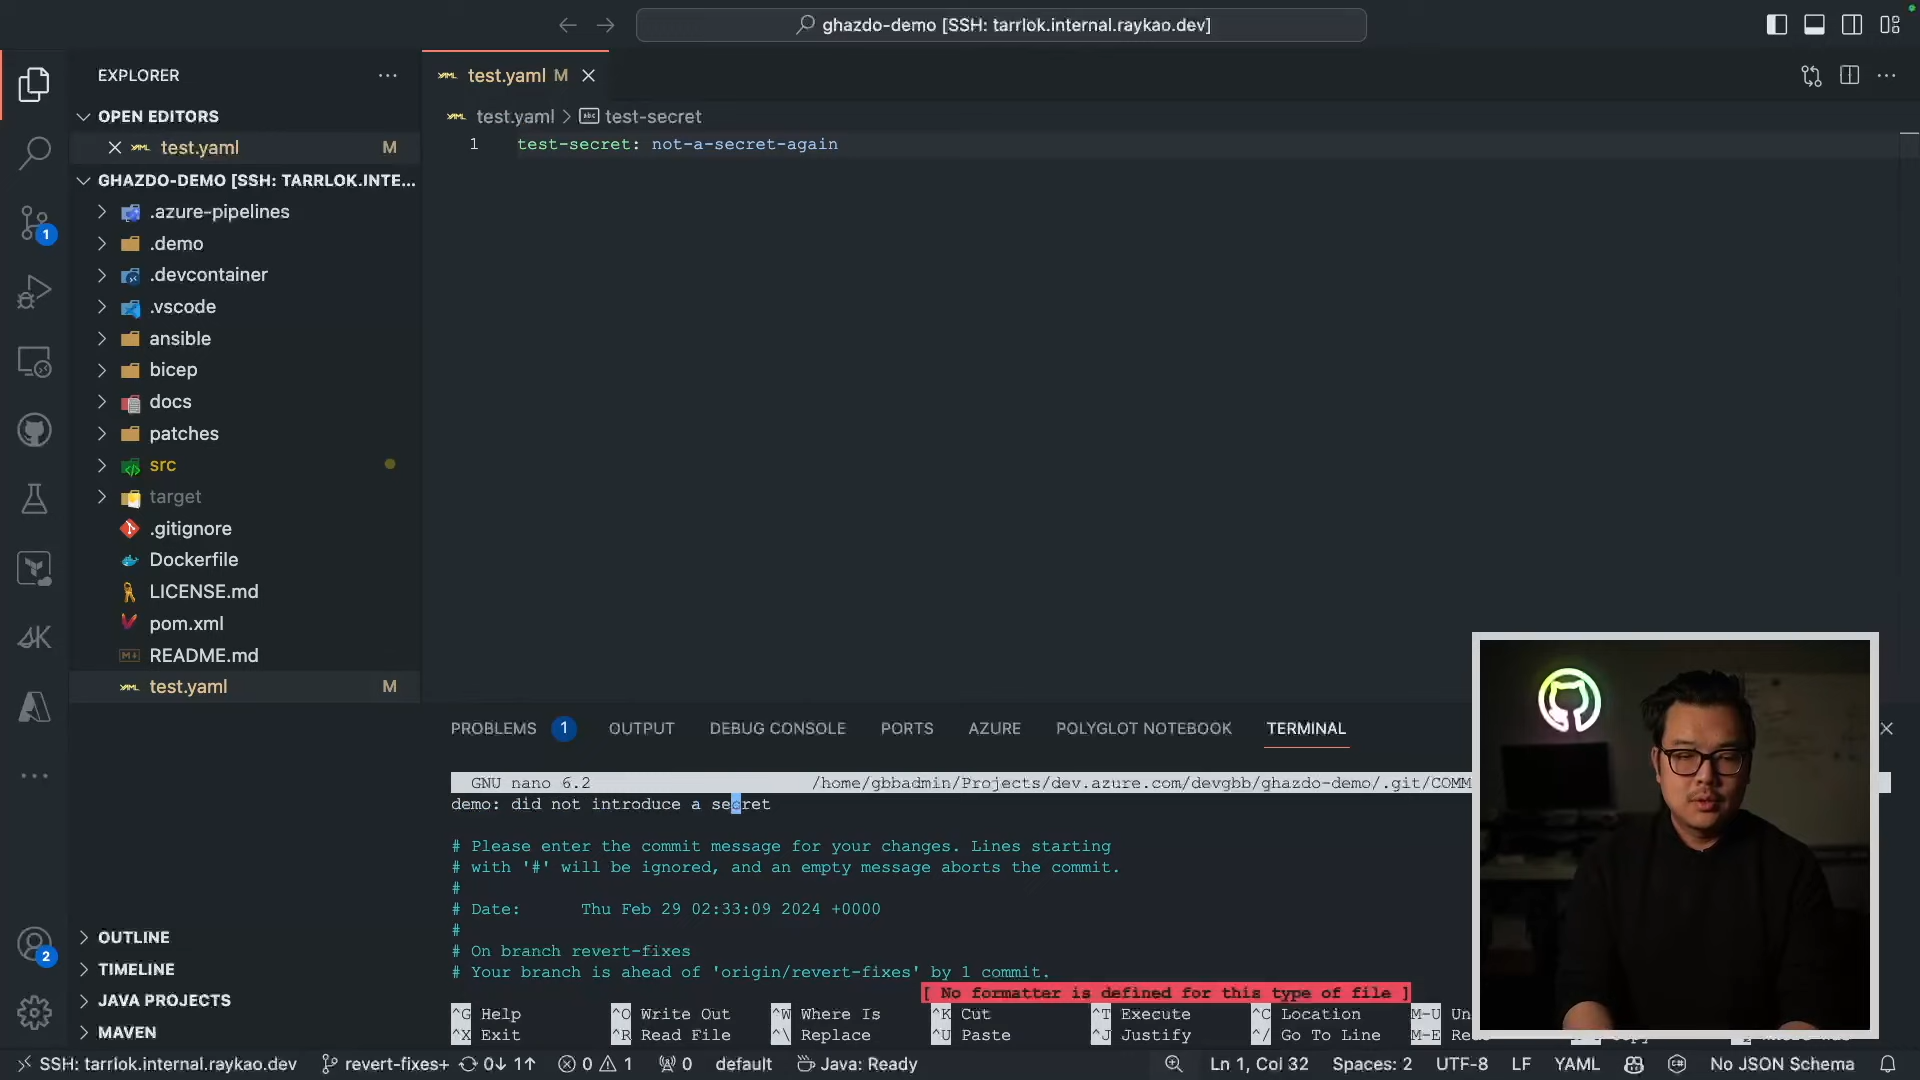 ghazdo-demo [SSH: tarrlok.internal.raykao.dev]
EXPLORER
OPEN EDITORS
test.yaml M
GHAZDO-DEMO [SSH: TARRLOK.INTE...
.azure-pipelines
.demo
.devcontainer
.vscode
ansible
bicep
docs
patches
src
target
.gitignore
Dockerfile
LICENSE.md
pom.xml
README.md
test.yaml M
OUTLINE
TIMELINE
JAVA PROJECTS
MAVEN
1
2
test.yaml M
test.yaml > test-secret
1 test-secret: not-a-secret-again
PROBLEMS 1 OUTPUT DEBUG CONSOLE PORTS AZURE POLYGLOT NOTEBOOK TERMINAL
GNU nano 6.2 /home/gbbadmin/Projects/dev.azure.com/devgbb/ghazdo-demo/.git/COMM
demo: did not introduce a secret
# Please enter the commit message for your changes. Lines starting
# with '#' will be ignored, and an empty message aborts the commit.
#
# Date: Thu Feb 29 02:33:09 2024 +0000
#
# On branch revert-fixes
# Your branch is ahead of 'origin/revert-fixes' by 1 commit.
[ No formatter is defined for this type of file ]
^G Help ^O Write Out ^W Where Is ^K Cut ^T Execute ^C Location M-U Un
^X Exit ^R Read File ^\ Replace ^U Paste ^J Justify ^/ Go To Line M-E
SSH: tarrlok.internal.raykao.dev revert-fixes+ 0↓ 1↑ 0 1 0 default Java: Ready Ln 1, Col 32 Spaces: 2 UTF-8 LF YAML No JSON Schema